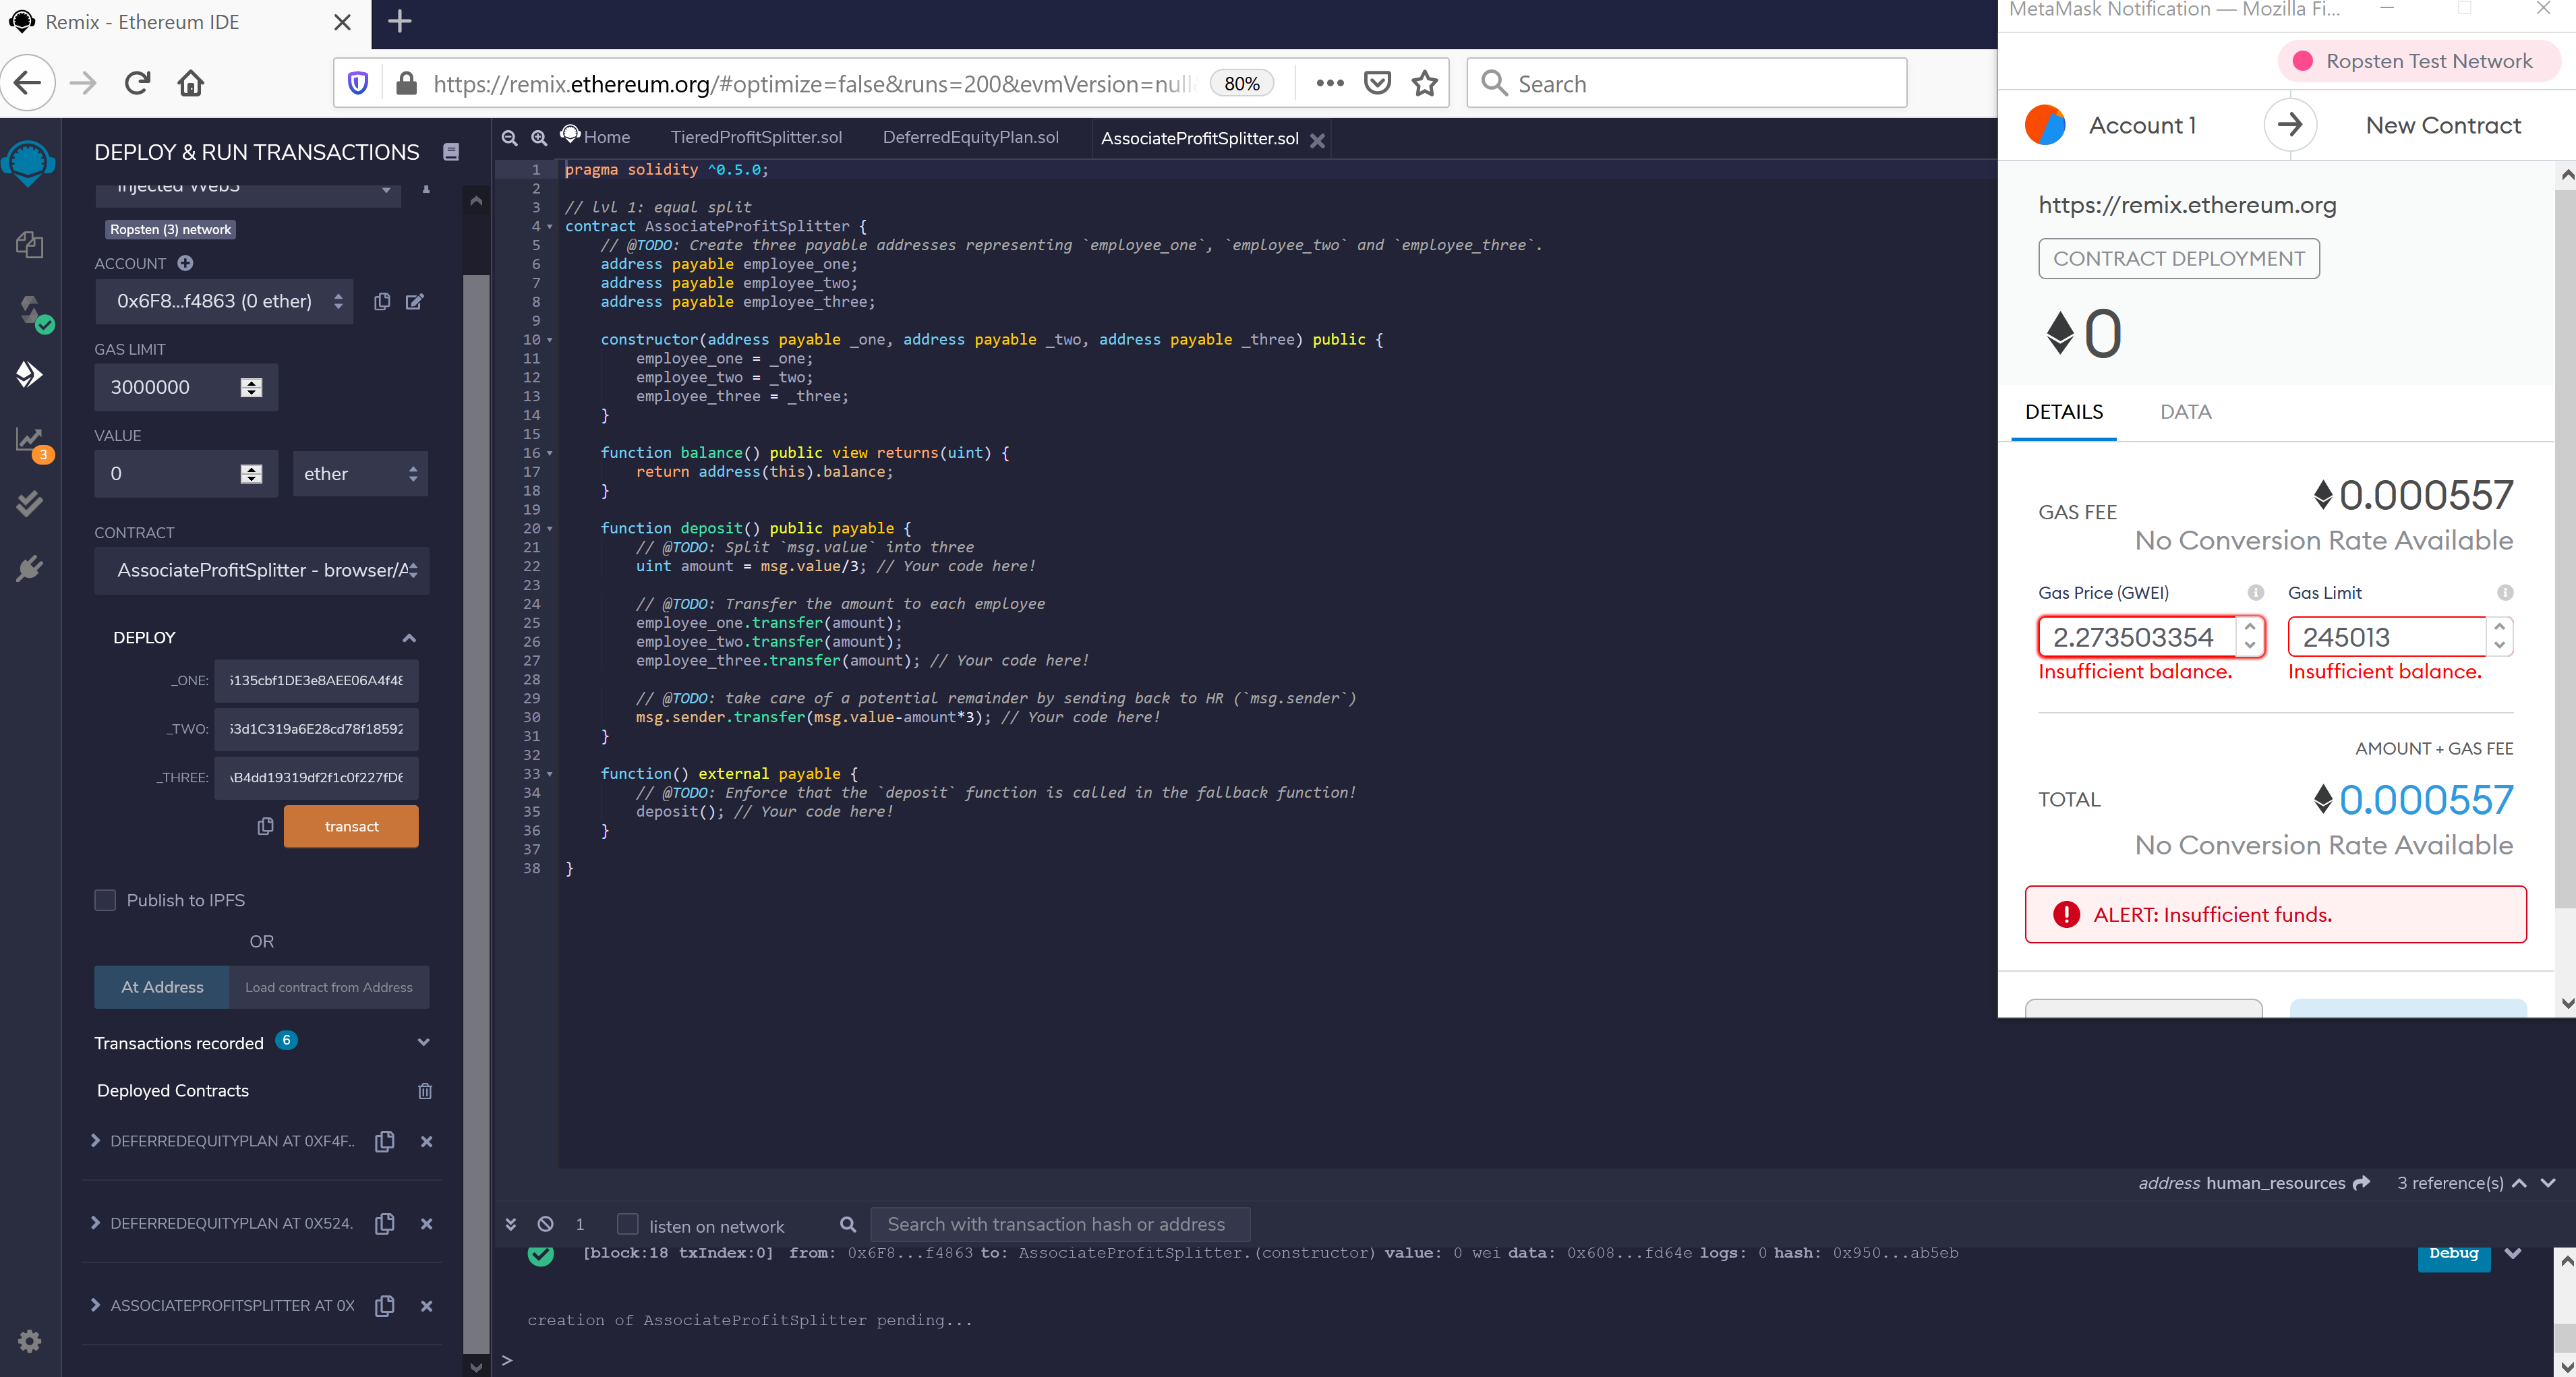 Remix - Ethereum IDE
https://remix.ethereum.org/#optimize=false&runs=200&evmVersion=null
80%
Search
DEPLOY & RUN TRANSACTIONS
Injected Web3
Ropsten (3) network
ACCOUNT
0x6F8...f4863 (0 ether)
GAS LIMIT
3000000
VALUE
0
ether
CONTRACT
AssociateProfitSplitter - browser/A
DEPLOY
_ONE:
5135cbf1DE3e8AEE06A4f48
_TWO:
53d1C319a6E28cd78f18592
_THREE:
AB4dd19319df2f1c0f227fD6
transact
Publish to IPFS
OR
At Address
Load contract from Address
Transactions recorded 6
Deployed Contracts
DEFERREDEQUITYPLAN AT 0XF4F..
DEFERREDEQUITYPLAN AT 0X524.
ASSOCIATEPROFITSPLITTER AT 0X
3
Home
TieredProfitSplitter.sol
DeferredEquityPlan.sol
AssociateProfitSplitter.sol
1 pragma solidity ^0.5.0;
2
3 // lvl 1: equal split
4 contract AssociateProfitSplitter {
5 // @TODO: Create three payable addresses representing `employee_one`, `employee_two` and `employee_three`.
6 address payable employee_one;
7 address payable employee_two;
8 address payable employee_three;
9
10 constructor(address payable _one, address payable _two, address payable _three) public {
11 employee_one = _one;
12 employee_two = _two;
13 employee_three = _three;
14 }
15
16 function balance() public view returns(uint) {
17 return address(this).balance;
18 }
19
20 function deposit() public payable {
21 // @TODO: Split `msg.value` into three
22 uint amount = msg.value/3; // Your code here!
23
24 // @TODO: Transfer the amount to each employee
25 employee_one.transfer(amount);
26 employee_two.transfer(amount);
27 employee_three.transfer(amount); // Your code here!
28
29 // @TODO: take care of a potential remainder by sending back to HR (`msg.sender`)
30 msg.sender.transfer(msg.value-amount*3); // Your code here!
31 }
32
33 function() external payable {
34 // @TODO: Enforce that the `deposit` function is called in the fallback function!
35 deposit(); // Your code here!
36 }
37
38 }
address human_resources
3 reference(s)
1
listen on network
Search with transaction hash or address
[block:18 txIndex:0] from: 0x6F8...f4863 to: AssociateProfitSplitter.(constructor) value: 0 wei data: 0x608...fd64e logs: 0 hash: 0x950...ab5eb
Debug
creation of AssociateProfitSplitter pending...
>
MetaMask Notification — Mozilla Fi...
Ropsten Test Network
Account 1
New Contract
https://remix.ethereum.org
CONTRACT DEPLOYMENT
0
DETAILS
DATA
GAS FEE
0.000557
No Conversion Rate Available
Gas Price (GWEI)
Gas Limit
2.273503354
245013
Insufficient balance.
Insufficient balance.
AMOUNT + GAS FEE
TOTAL
0.000557
No Conversion Rate Available
ALERT: Insufficient funds.